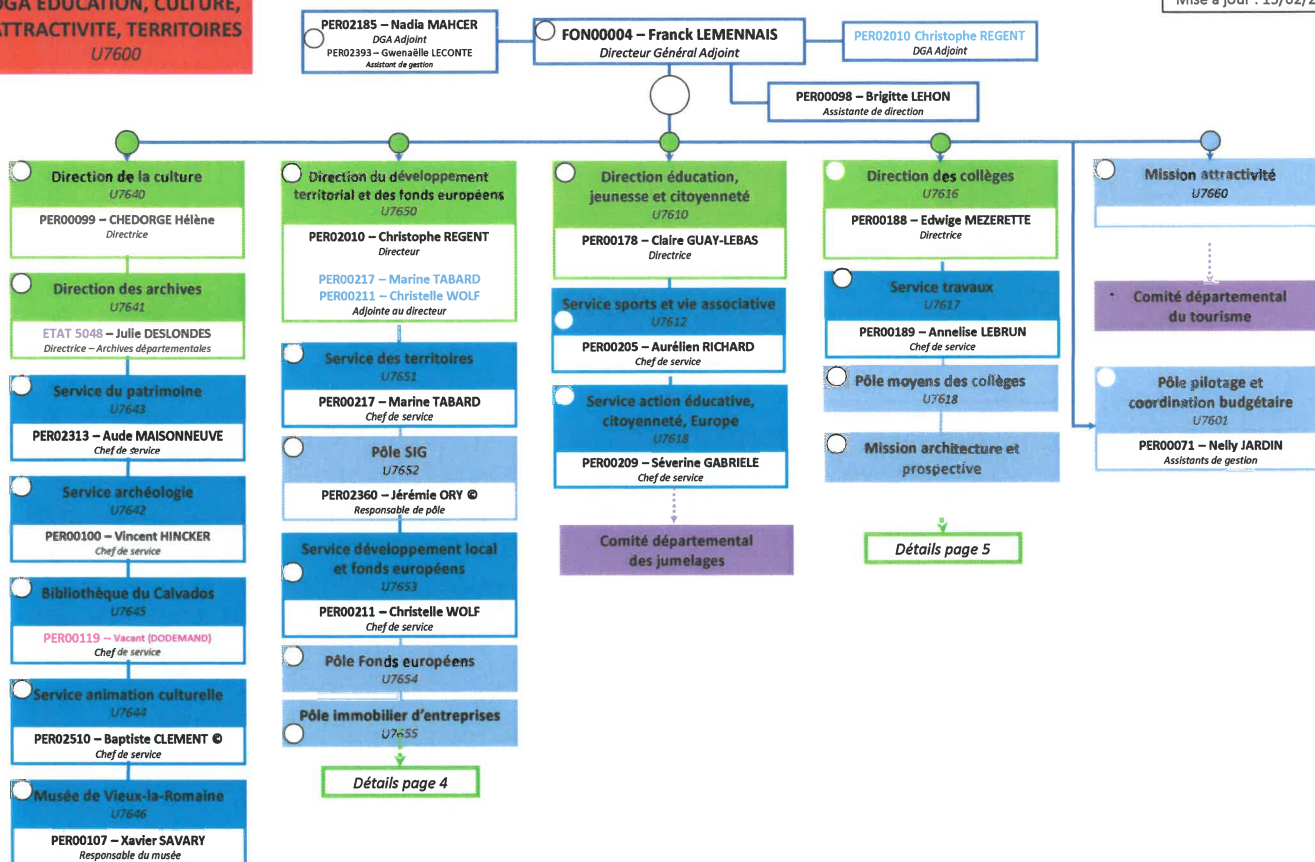 DGA EDUCATION, CULTURE,
ATTRACTIVITE, TERRITOIRES
U7600
PER02185 – Nadia MAHCER
DGA Adjoint
PER02393 – Gwenaëlle LECONTE
Assistant de gestion
FON00004 – Franck LEMENNAIS
Directeur Général Adjoint
PER02010 Christophe REGENT
DGA Adjoint
PER00098 – Brigitte LEHON
Assistante de direction
Direction de la culture
U7640
PER00099 – CHEDORGE Hélène
Directrice
Direction des archives
U7641
ETAT 5048 – Julie DESLONDES
Directrice – Archives départementales
Service du patrimoine
U7643
PER02313 – Aude MAISONNEUVE
Chef de service
Service archéologie
U7642
PER00100 – Vincent HINCKER
Chef de service
Bibliothèque du Calvados
U7645
PER00119 – Vacant (DODEMAND)
Chef de service
Service animation culturelle
U7644
PER02510 – Baptiste CLEMENT ©
Chef de service
Musée de Vieux-la-Romaine
U7646
PER00107 – Xavier SAVARY
Responsable du musée
Direction du développement
territorial et des fonds européens
U7650
PER02010 – Christophe REGENT
Directeur
PER00217 – Marine TABARD
PER00211 – Christelle WOLF
Adjointe au directeur
Service des territoires
U7651
PER00217 – Marine TABARD
Chef de service
Pôle SIG
U7652
PER02360 – Jérémie ORY ©
Responsable de pôle
Service développement local
et fonds européens
U7653
PER00211 – Christelle WOLF
Chef de service
Pôle Fonds européens
U7654
Pôle immobilier d'entreprises
U7655
Détails page 4
Direction éducation,
jeunesse et citoyenneté
U7610
PER00178 – Claire GUAY-LEBAS
Directrice
Service sports et vie associative
U7612
PER00205 – Aurélien RICHARD
Chef de service
Service action éducative,
citoyenneté, Europe
U7618
PER00209 – Séverine GABRIELE
Chef de service
Comité départemental
des jumelages
Direction des collèges
U7616
PER00188 – Edwige MEZERETTE
Directrice
Service travaux
U7617
PER00189 – Annelise LEBRUN
Chef de service
Pôle moyens des collèges
U7618
Mission architecture et
prospective
Détails page 5
Mission attractivité
U7660
Comité départemental
du tourisme
Pôle pilotage et
coordination budgétaire
U7601
PER00071 – Nelly JARDIN
Assistants de gestion